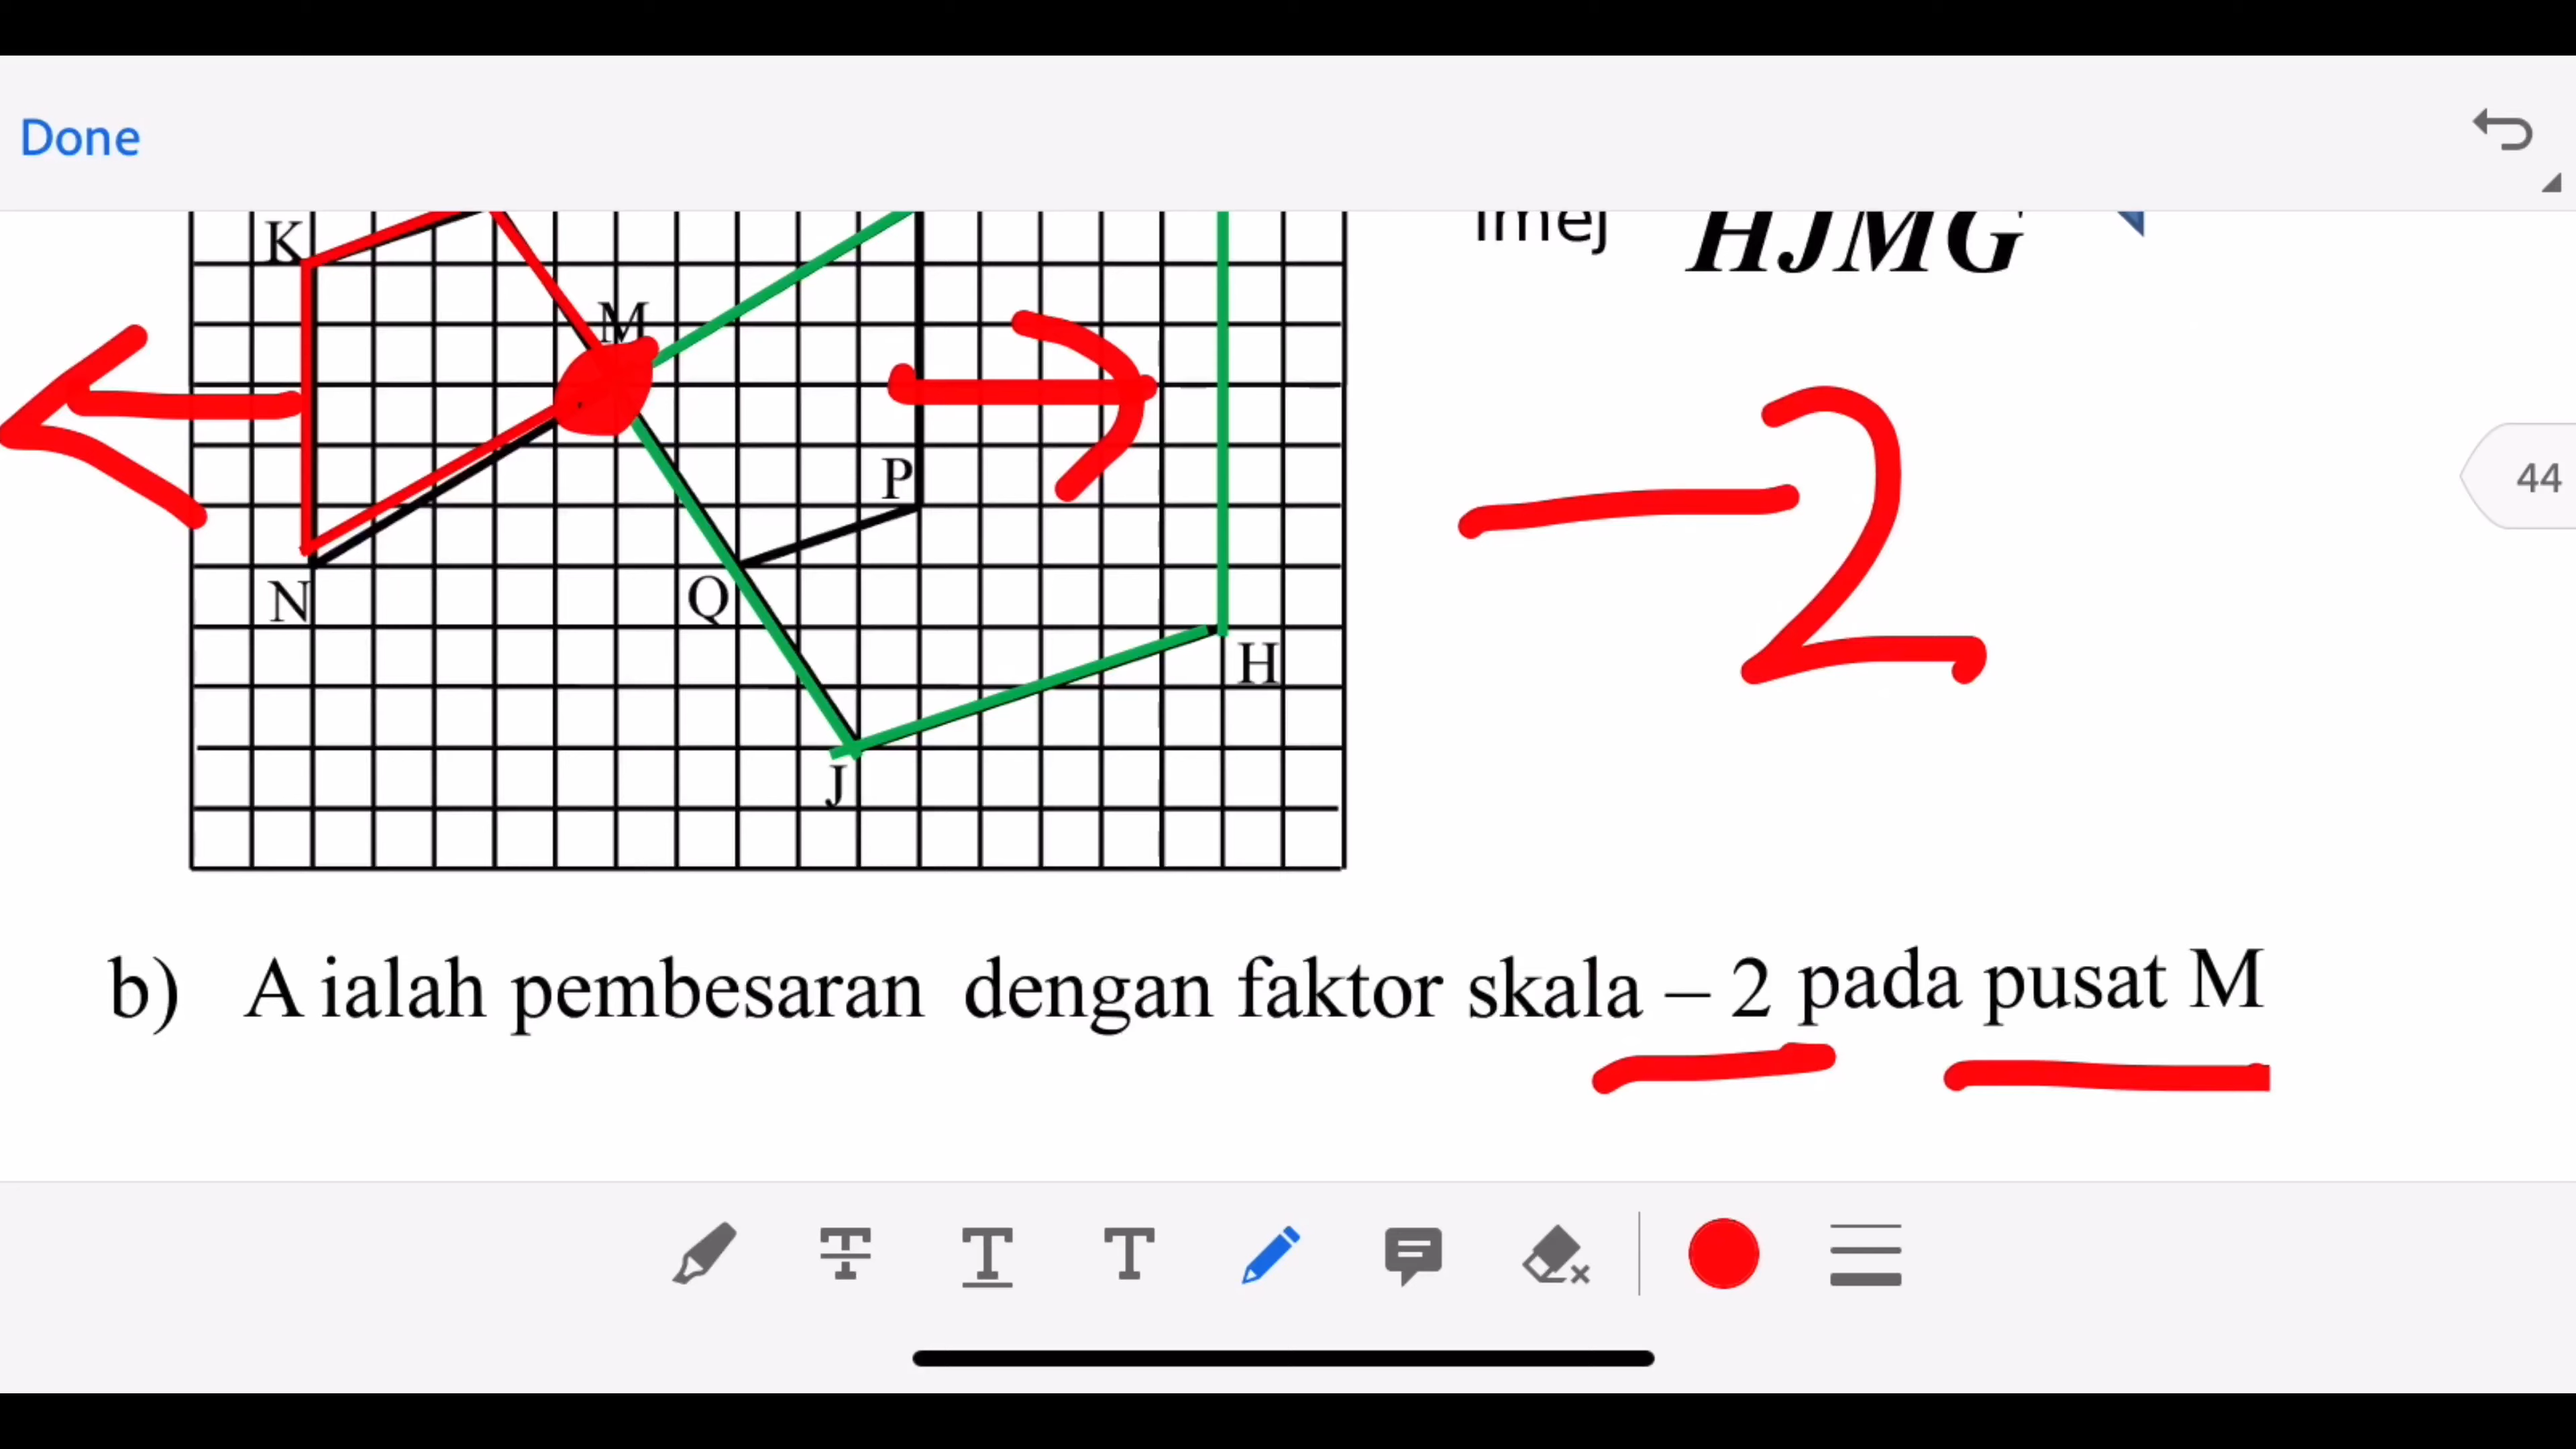 Done
K
imej HJMG
M
-2
44
P
N
Q
H
J
b) A ialah pembesaran dengan faktor skala – 2 pada pusat M